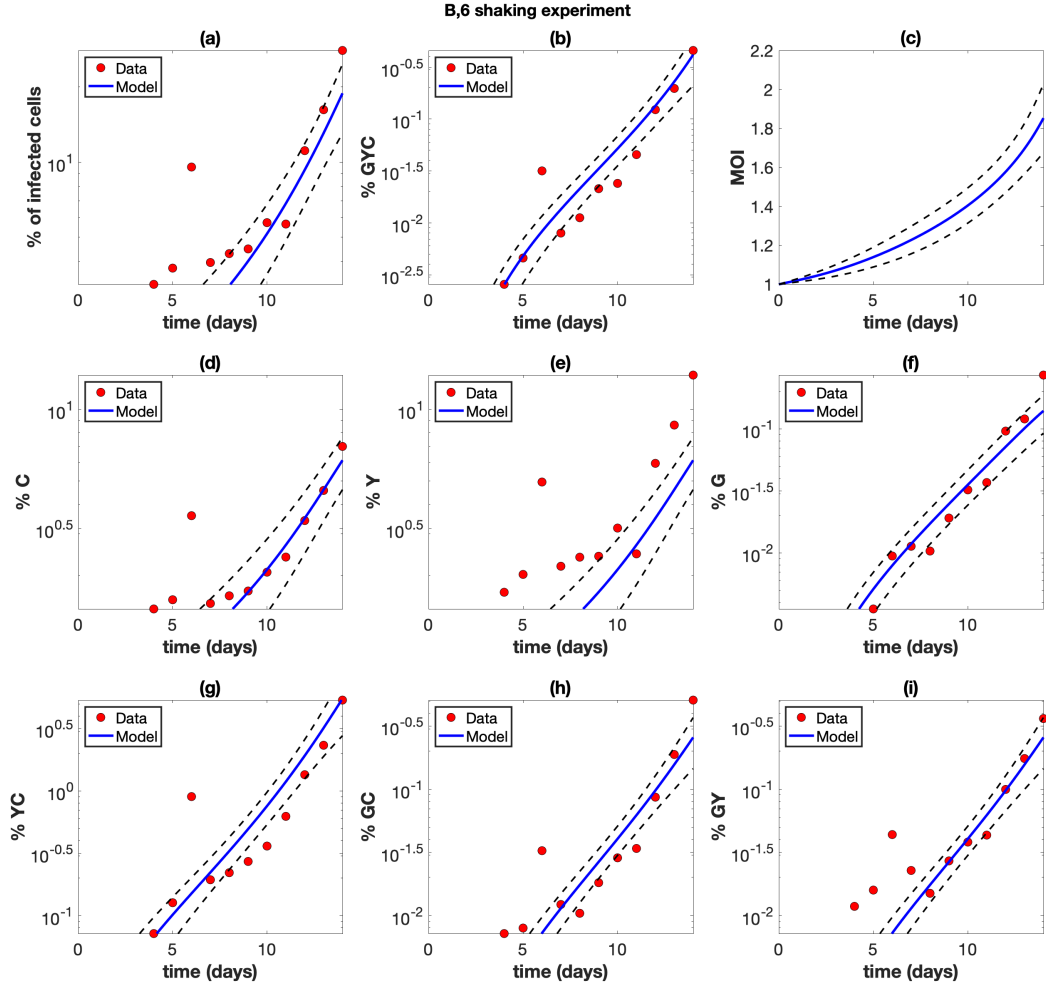 B,6 shaking experiment
(a)
Data
Model
10^1
% of infected cells
0 5 10
time (days)
(b)
Data
Model
10^-0.5
10^-1
10^-1.5
10^-2
10^-2.5
% GYC
0 5 10
time (days)
(c)
2.2
2
1.8
1.6
1.4
1.2
1
MOI
0 5 10
time (days)
(d)
Data
Model
10^1
10^0.5
% C
0 5 10
time (days)
(e)
Data
Model
10^1
10^0.5
% Y
0 5 10
time (days)
(f)
Data
Model
10^-1
10^-1.5
10^-2
% G
0 5 10
time (days)
(g)
Data
Model
10^0.5
10^0
10^-0.5
10^-1
% YC
0 5 10
time (days)
(h)
Data
Model
10^-0.5
10^-1
10^-1.5
10^-2
% GC
0 5 10
time (days)
(i)
Data
Model
10^-0.5
10^-1
10^-1.5
10^-2
% GY
0 5 10
time (days)